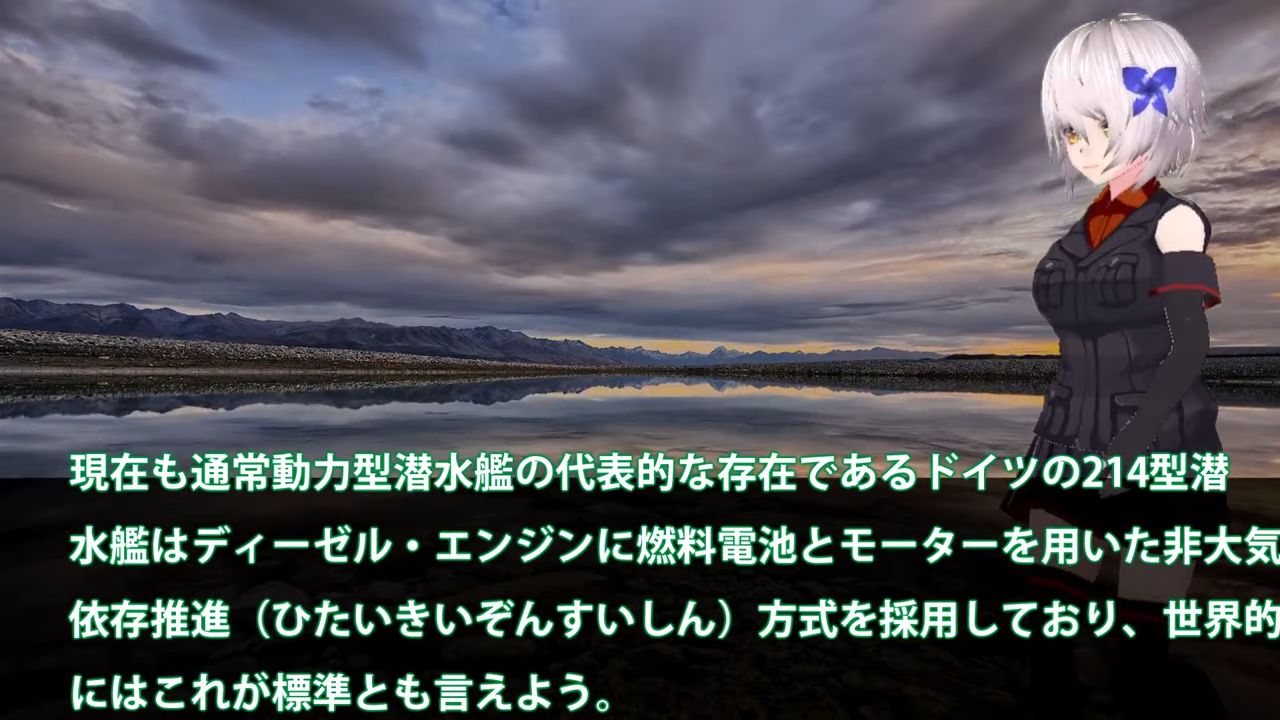 現在も通常動力型潜水艦の代表的な存在であるドイツの214型潜
水艦はディーゼル・エンジンに燃料電池とモーターを用いた非大気
依存推進（ひたいきいぞんすいしん）方式を採用しており、世界的
にはこれが標準とも言えよう。